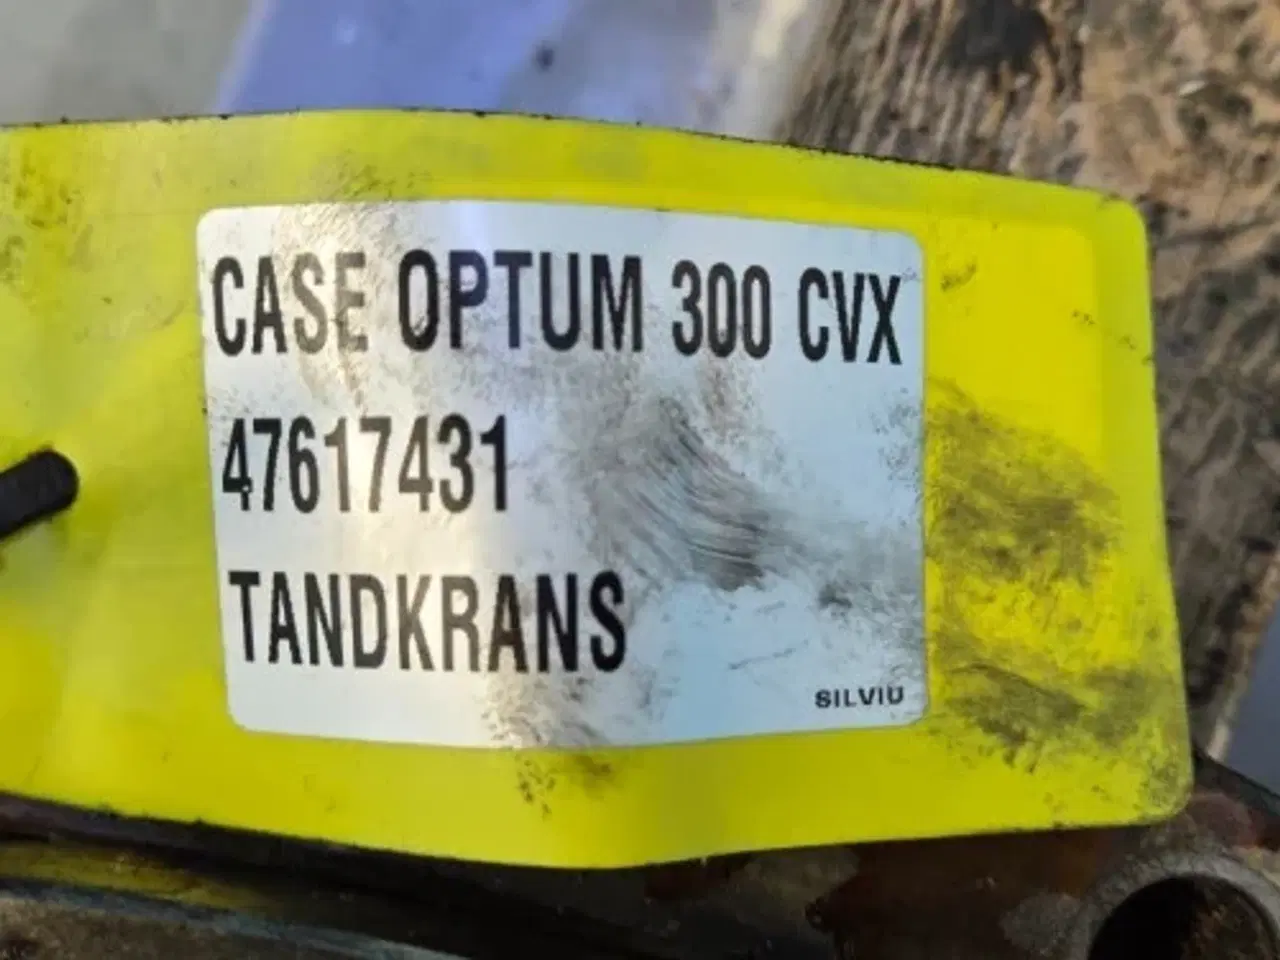 CASE OPTUM 300 CVX
47617431
TANDKRANS
SILVIU